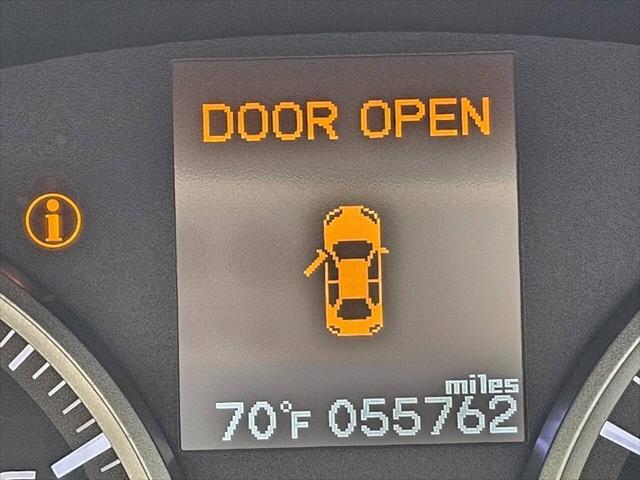 DOOR OPEN
i
miles
70°F 055762